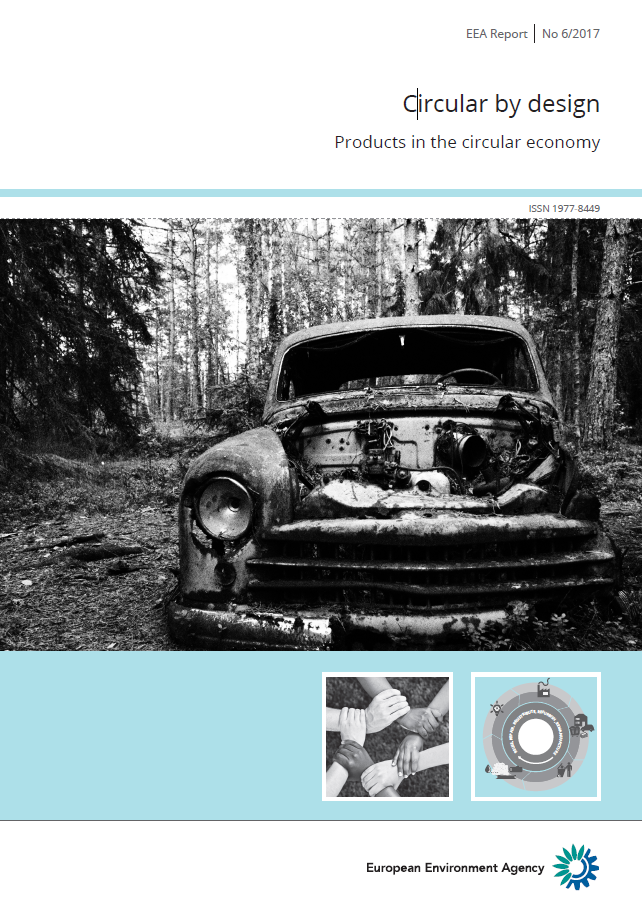 EEA Report | No 6/2017
Circular by design
Products in the circular economy
ISSN 1977-8449
European Environment Agency